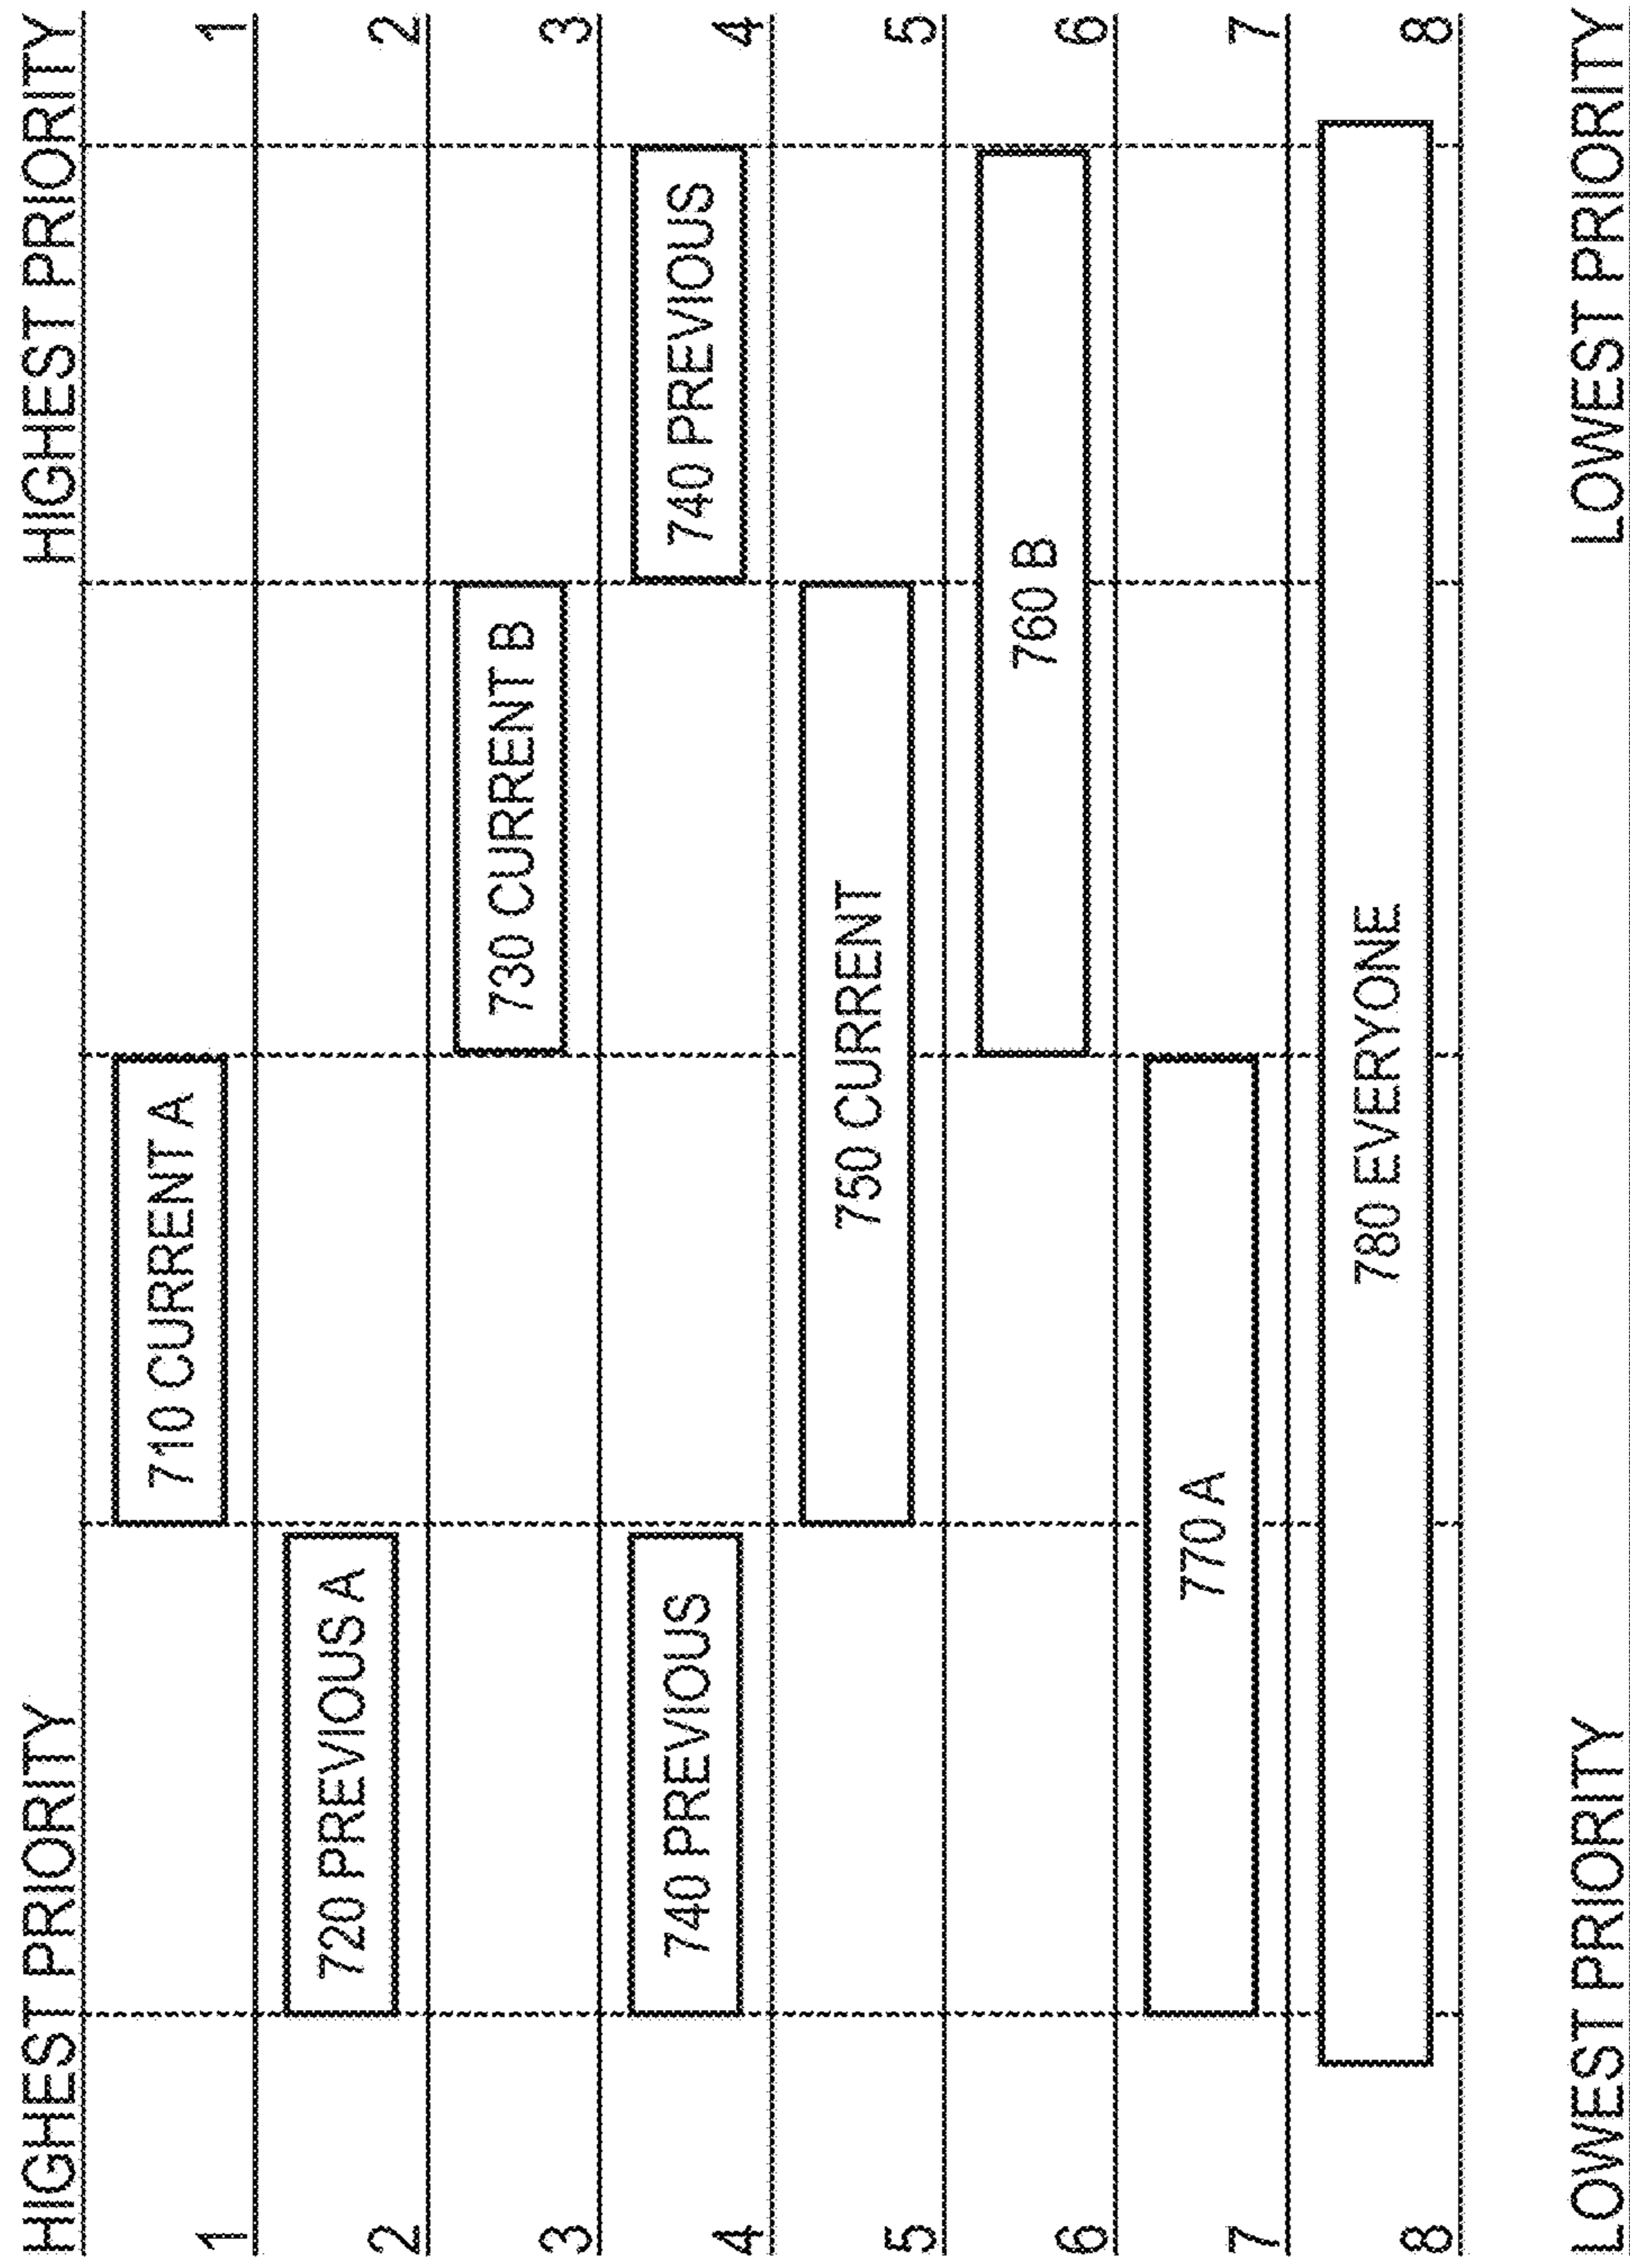 HIGHEST PRIORITY HIGHEST PRIORITY
710 CURRENT A
1 1
720 PREVIOUS A
2 2
730 CURRENT B
3 3
740 PREVIOUS 740 PREVIOUS
4 4
750 CURRENT
5 5
760 B
6 6
770 A
7 7
780 EVERYONE
8 8
LOWEST PRIORITY LOWEST PRIORITY